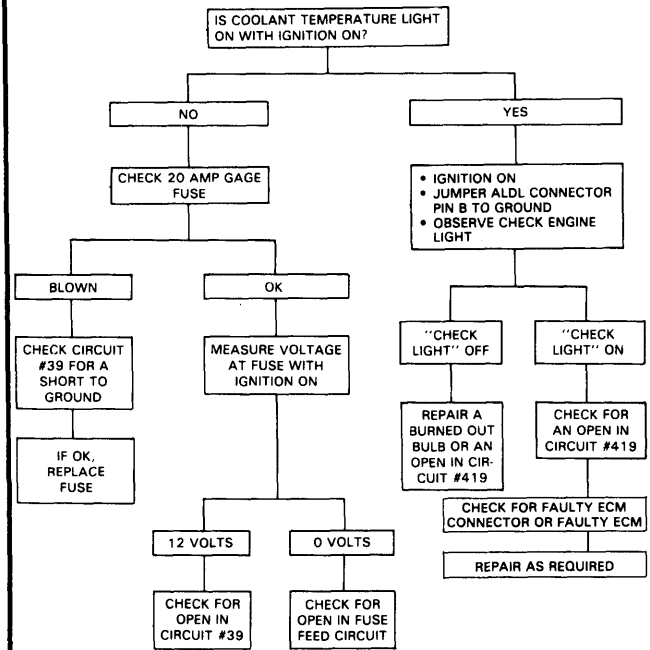 IS COOLANT TEMPERATURE LIGHT
ON WITH IGNITION ON?
NO
YES
CHECK 20 AMP GAGE
FUSE
• IGNITION ON
• JUMPER ALDL CONNECTOR
PIN B TO GROUND
• OBSERVE CHECK ENGINE
LIGHT
BLOWN
OK
CHECK CIRCUIT
#39 FOR A
SHORT TO
GROUND
MEASURE VOLTAGE
AT FUSE WITH
IGNITION ON
"CHECK
LIGHT" OFF
"CHECK
LIGHT" ON
IF OK,
REPLACE
FUSE
REPAIR A
BURNED OUT
BULB OR AN
OPEN IN CIR-
CUIT #419
CHECK FOR
AN OPEN IN
CIRCUIT #419
CHECK FOR FAULTY ECM
CONNECTOR OR FAULTY ECM
REPAIR AS REQUIRED
12 VOLTS
0 VOLTS
CHECK FOR
OPEN IN
CIRCUIT #39
CHECK FOR
OPEN IN FUSE
FEED CIRCUIT